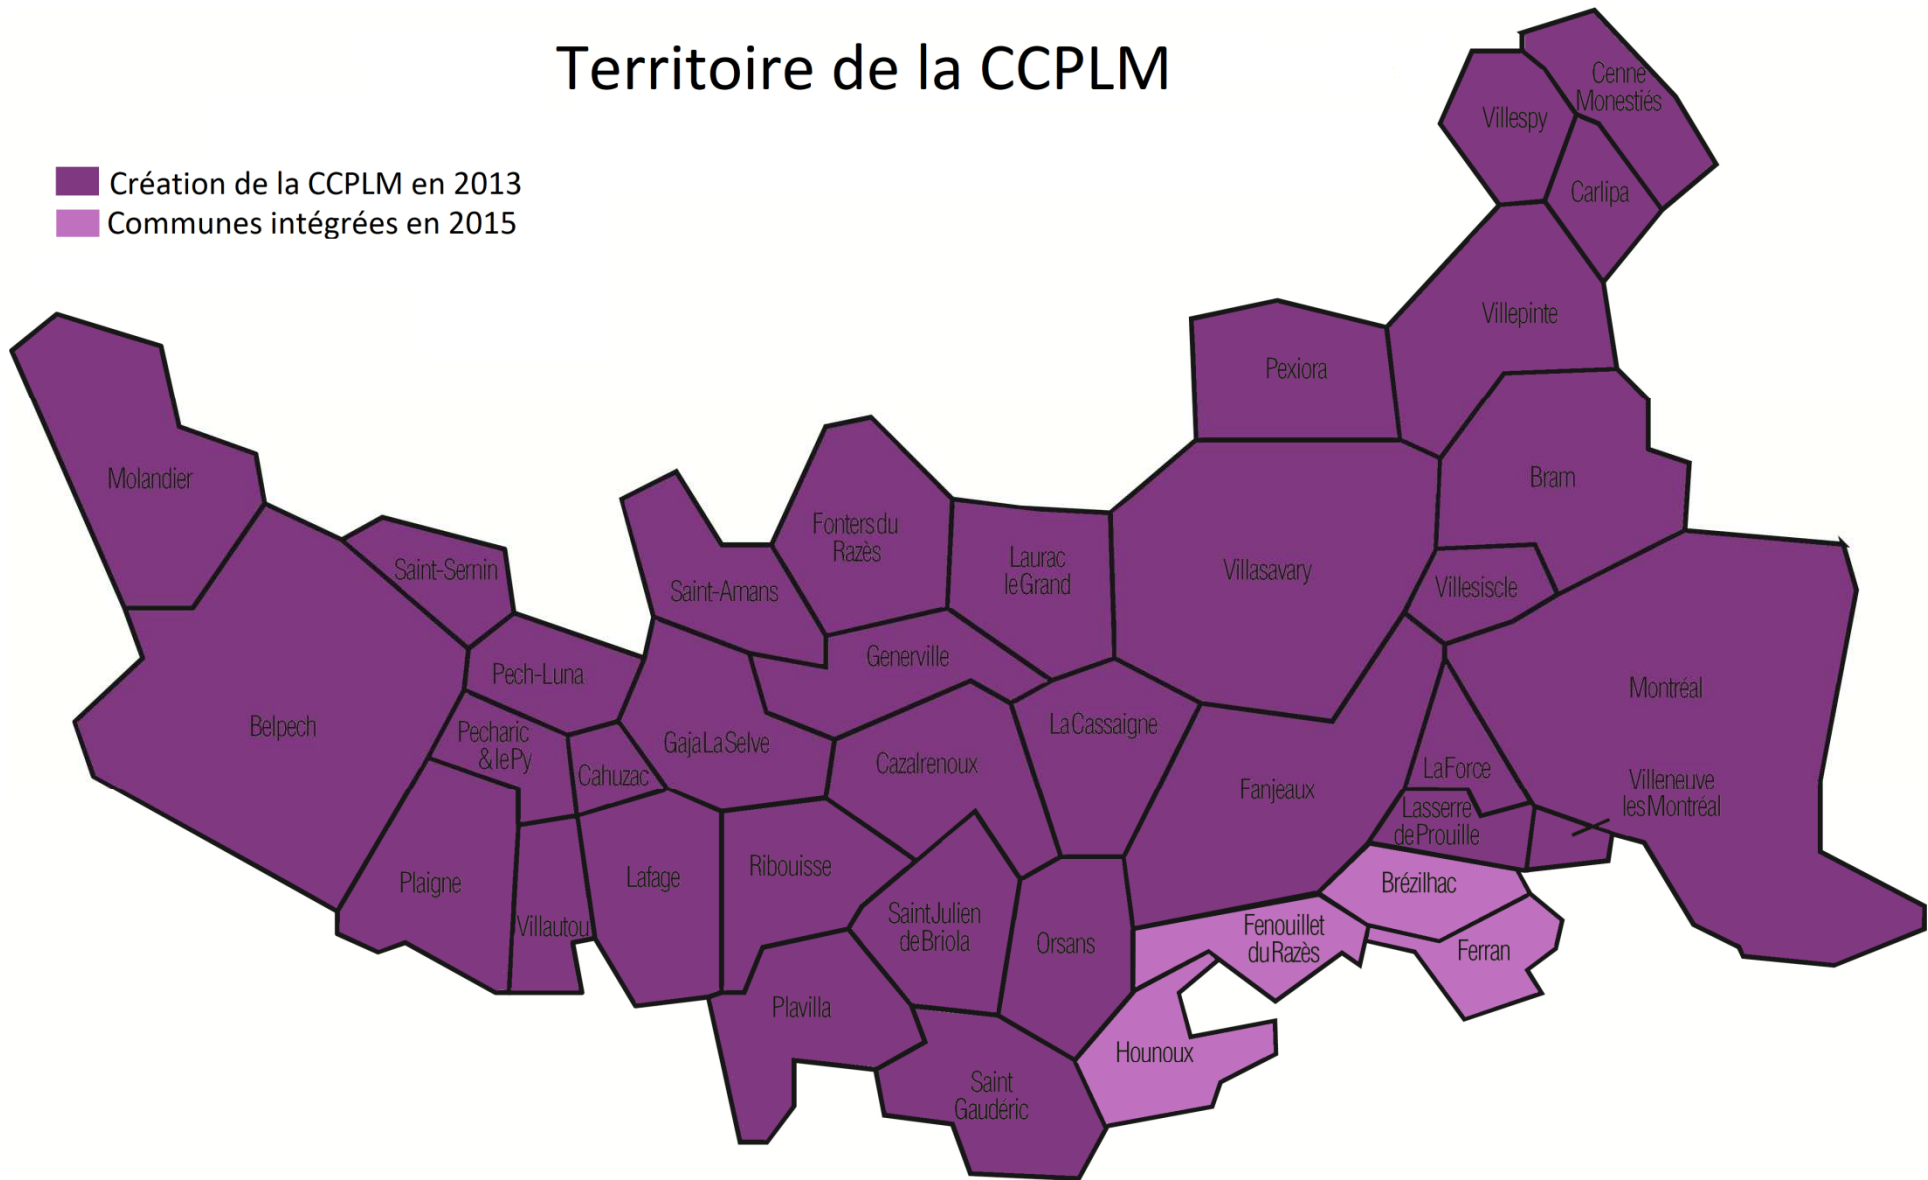 Territoire de la CCPLM
Création de la CCPLM en 2013
Communes intégrées en 2015
Cenne
Monestiés
Villespy
Carlipa
Villepinte
Pexiora
Bram
Molandier
Saint-Sernin
Fonters du
Razès
Laurac
le Grand
Villasavary
Villesiscle
Saint-Amans
Generville
Pech-Luna
Montréal
Belpech
Pecharic
& le Py
Gaja La Selve
La Cassaigne
Cazalrenoux
Cahuzac
Fanjeaux
La Force
Villeneuve
les Montréal
Lasserre
de Prouille
Plaigne
Lafage
Ribouisse
Brézilhac
Villautou
Saint Julien
de Briola
Orsans
Fenouillet
du Razès
Ferran
Plavilla
Hounoux
Saint
Gaudéric